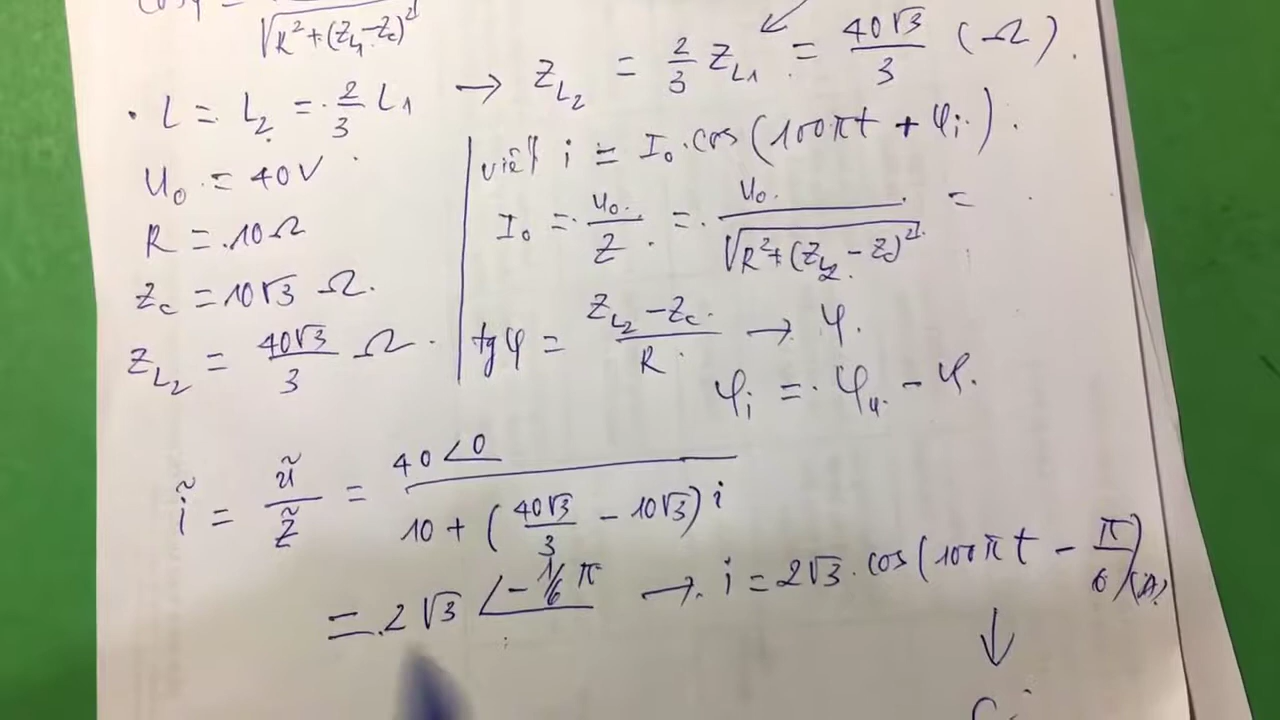 √R²+(Z_L1-Z_C)²
• L = L₂ = 2/3 L₁ → Z_L2 = 2/3 Z_L1 = 40√3/3 (Ω).
U₀ = 40V
R = 10Ω
Z_C = 10√3 Ω.
Z_L2 = 40√3/3 Ω.
viết i = I₀.cos(100πt + φi).
I₀ = U₀/Z = U₀/√R²+(Z_L2 - Z)² =
tgφ = Z_L2 - Z_C/R → φ.
φi = φu - φ.
ĩ = ũ/Z̃ = 40∠0/10 + (40√3/3 - 10√3) i
= 2√3 ∠-1/6 π → i = 2√3.cos(100πt - π/6)(A)
↓